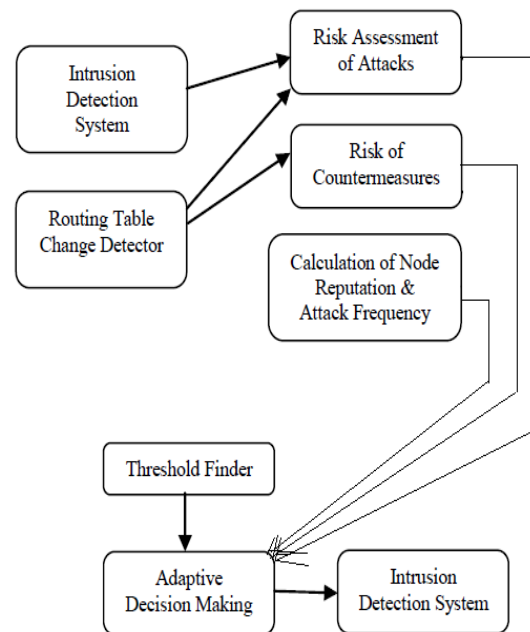 Risk Assessment
of Attacks
Intrusion
Detection
System
Risk of
Countermeasures
Routing Table
Change Detector
Calculation of Node
Reputation &
Attack Frequency
Threshold Finder
Adaptive
Decision Making
Intrusion
Detection System